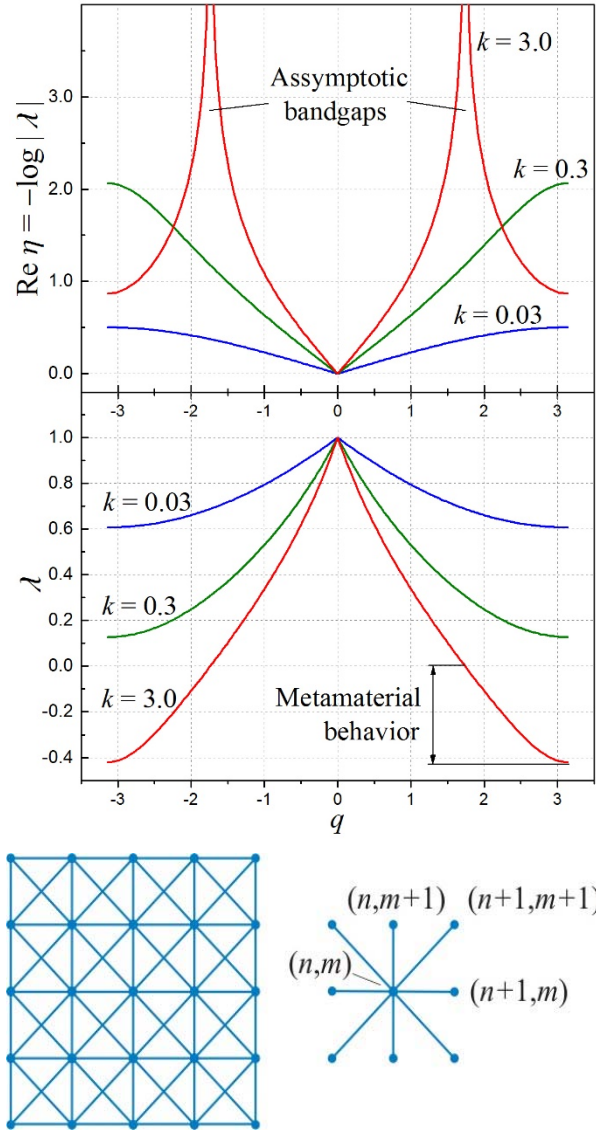 k = 3.0
Assymptotic
bandgaps
k = 0.3
k = 0.03
Re η = -log | λ |
3.0
2.0
1.0
0.0
-3 -2 -1 0 1 2 3
1.0
0.8
0.6
0.4
0.2
0.0
-0.2
-0.4
λ
k = 0.03
k = 0.3
k = 3.0
Metamaterial
behavior
-3 -2 -1 0 1 2 3
q
(n,m+1) (n+1,m+1)
(n,m)
(n+1,m)